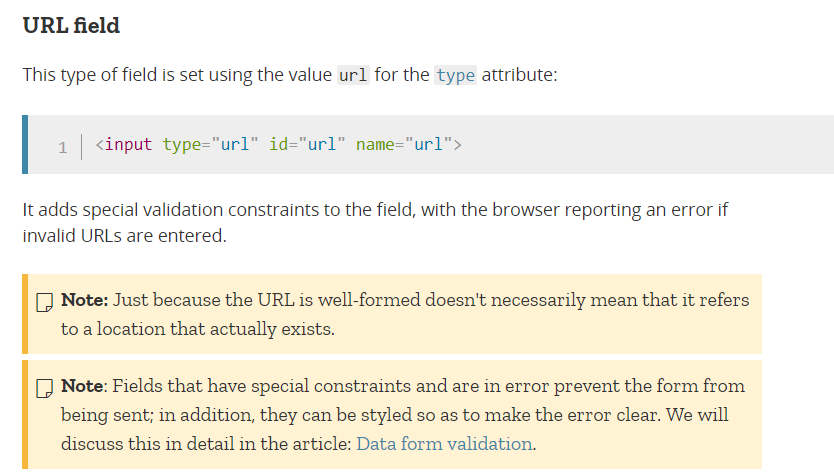 URL field
This type of field is set using the value url for the type attribute:
1 <input type="url" id="url" name="url">
It adds special validation constraints to the field, with the browser reporting an error if
invalid URLs are entered.
Note: Just because the URL is well-formed doesn't necessarily mean that it refers
to a location that actually exists.
Note: Fields that have special constraints and are in error prevent the form from
being sent; in addition, they can be styled so as to make the error clear. We will
discuss this in detail in the article: Data form validation.